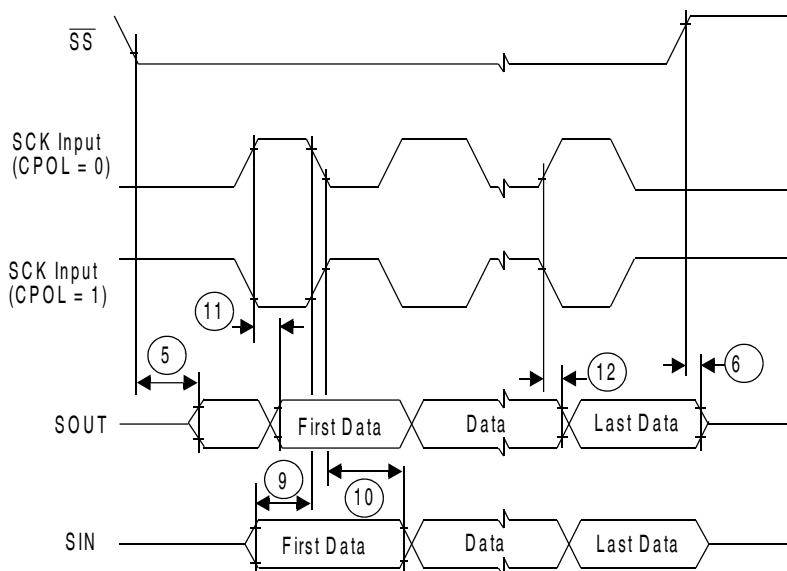 SS
SCK Input
(CPOL = 0)
SCK Input
(CPOL = 1)
11
5
12
6
SOUT
First Data
Data
Last Data
9
10
SIN
First Data
Data
Last Data